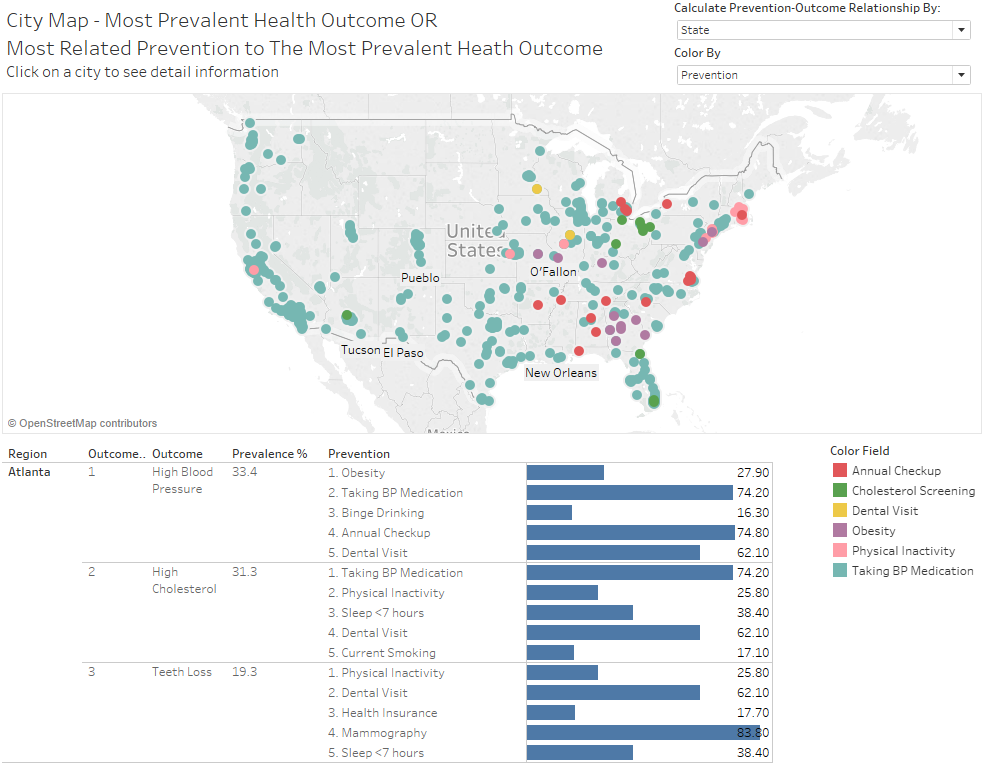 City Map - Most Prevalent Health Outcome OR
Most Related Prevention to The Most Prevalent Heath Outcome
Click on a city to see detail information
Calculate Prevention-Outcome Relationship By:
State
Color By
Prevention
United
States
Pueblo
O'Fallon
Tucson
El Paso
New Orleans
Mexico
© OpenStreetMap contributors
Region Outcome.. Outcome Prevalence % Prevention
Atlanta 1 High Blood Pressure 33.4 1. Obesity 27.90
2. Taking BP Medication 74.20
3. Binge Drinking 16.30
4. Annual Checkup 74.80
5. Dental Visit 62.10
2 High Cholesterol 31.3 1. Taking BP Medication 74.20
2. Physical Inactivity 25.80
3. Sleep <7 hours 38.40
4. Dental Visit 62.10
5. Current Smoking 17.10
3 Teeth Loss 19.3 1. Physical Inactivity 25.80
2. Dental Visit 62.10
3. Health Insurance 17.70
4. Mammography 83.80
5. Sleep <7 hours 38.40
Color Field
Annual Checkup
Cholesterol Screening
Dental Visit
Obesity
Physical Inactivity
Taking BP Medication